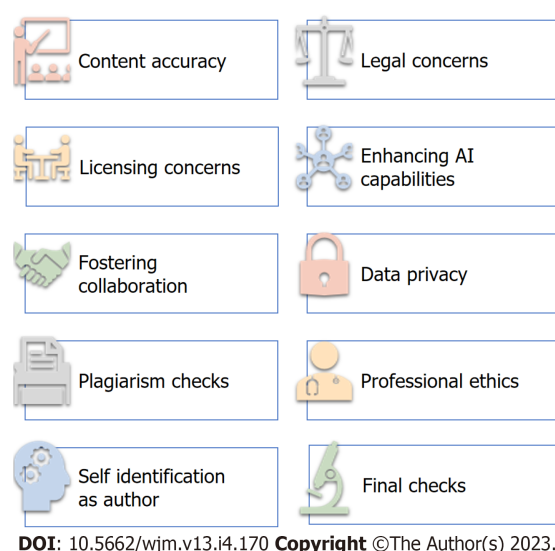 Content accuracy
Legal concerns
Licensing concerns
Enhancing AI
capabilities
Fostering
collaboration
Data privacy
Plagiarism checks
Professional ethics
Self identification
as author
Final checks
DOI: 10.5662/wjm.v13.i4.170 Copyright ©The Author(s) 2023.